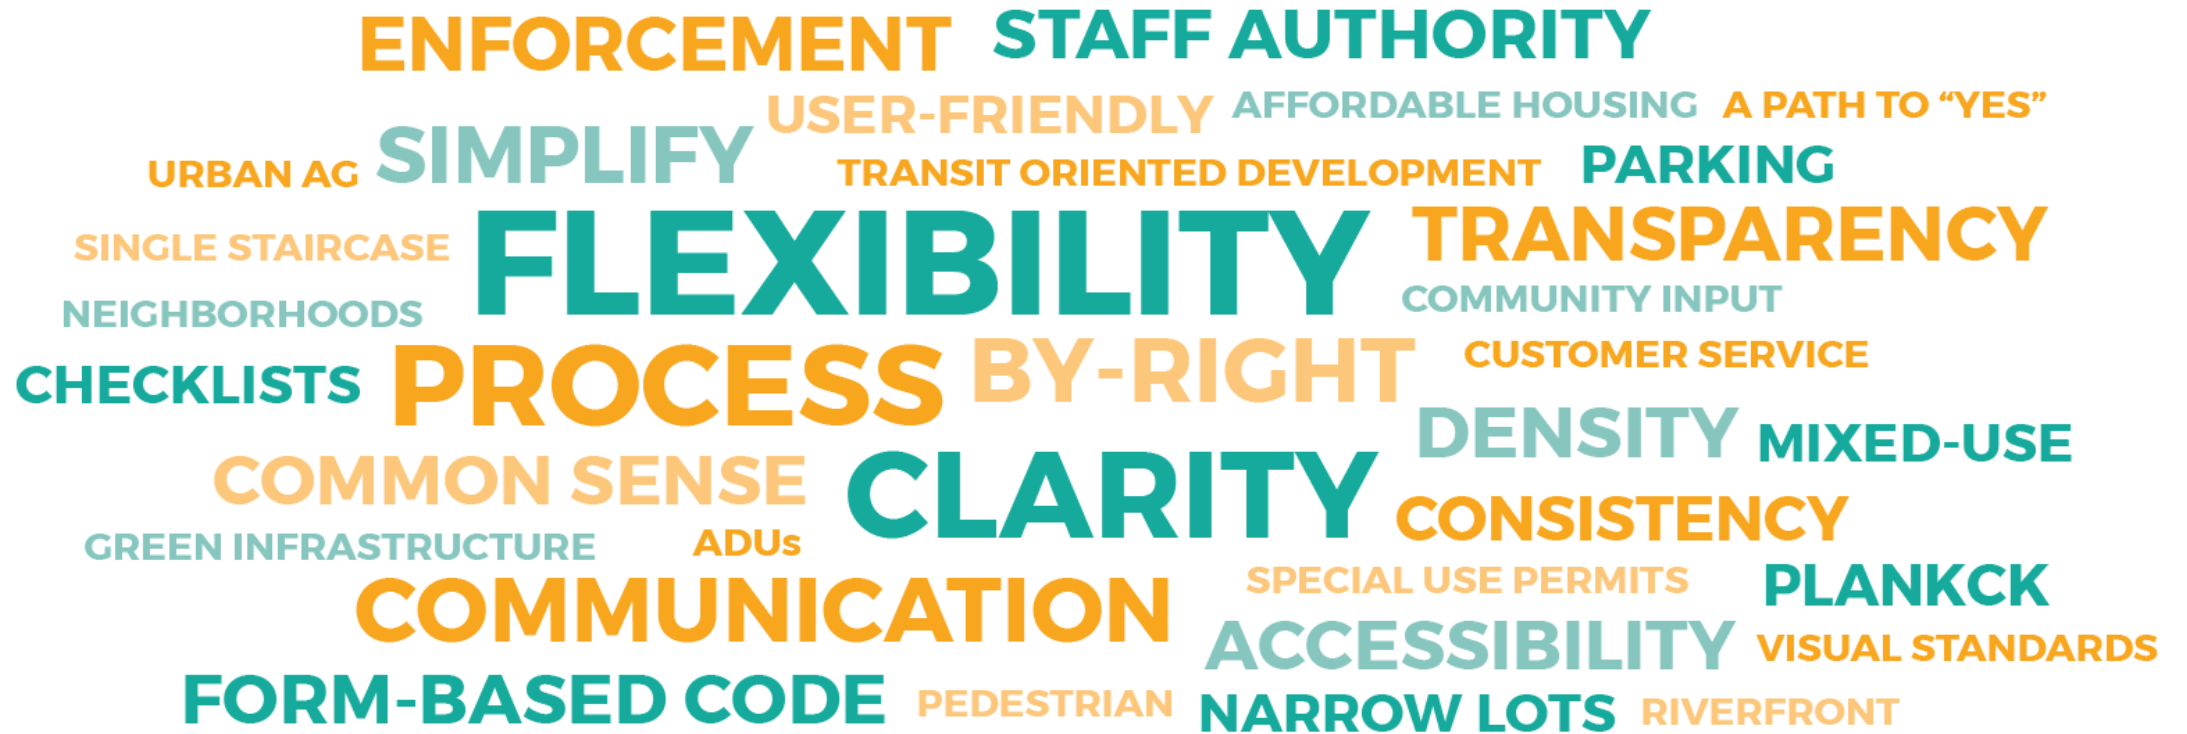 ENFORCEMENT STAFF AUTHORITY
USER-FRIENDLY AFFORDABLE HOUSING A PATH TO “YES”
URBAN AG SIMPLIFY TRANSIT ORIENTED DEVELOPMENT PARKING
SINGLE STAIRCASE FLEXIBILITY TRANSPARENCY
NEIGHBORHOODS COMMUNITY INPUT
CHECKLISTS PROCESS BY-RIGHT CUSTOMER SERVICE
DENSITY MIXED-USE
COMMON SENSE CLARITY CONSISTENCY
GREEN INFRASTRUCTURE ADUs
COMMUNICATION SPECIAL USE PERMITS PLANKCK
ACCESSIBILITY VISUAL STANDARDS
FORM-BASED CODE PEDESTRIAN NARROW LOTS RIVERFRONT